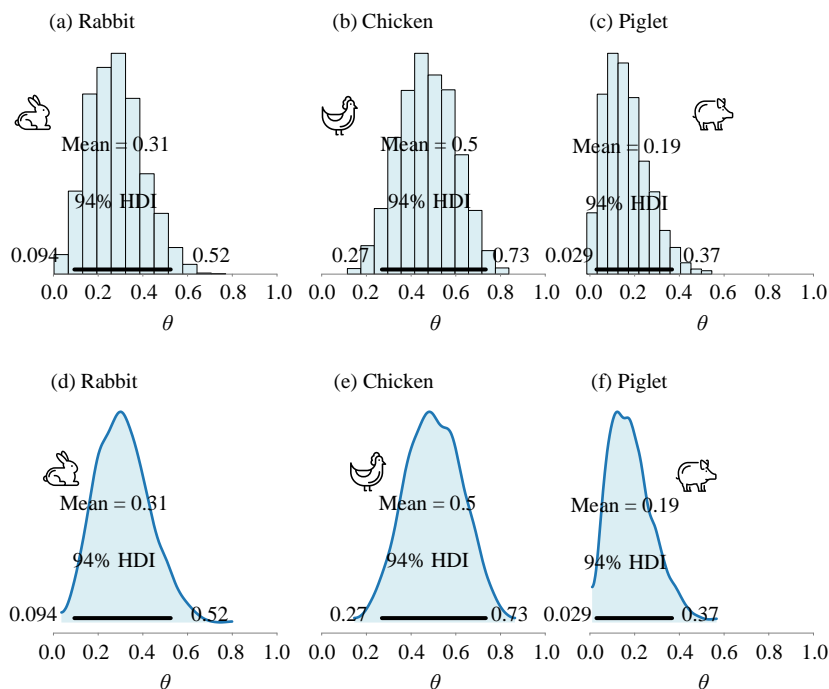 (a) Rabbit
(b) Chicken
(c) Piglet
Mean = 0.31
Mean = 0.5
Mean = 0.19
94% HDI
94% HDI
94% HDI
0.094
0.52
0.27
0.73
0.029
0.37
0.0 0.2 0.4 0.6 0.8 1.0
0.0 0.2 0.4 0.6 0.8 1.0
0.0 0.2 0.4 0.6 0.8 1.0
θ
θ
θ
(d) Rabbit
(e) Chicken
(f) Piglet
Mean = 0.31
Mean = 0.5
Mean = 0.19
94% HDI
94% HDI
94% HDI
0.094
0.52
0.27
0.73
0.029
0.37
0.0 0.2 0.4 0.6 0.8 1.0
0.0 0.2 0.4 0.6 0.8 1.0
0.0 0.2 0.4 0.6 0.8 1.0
θ
θ
θ